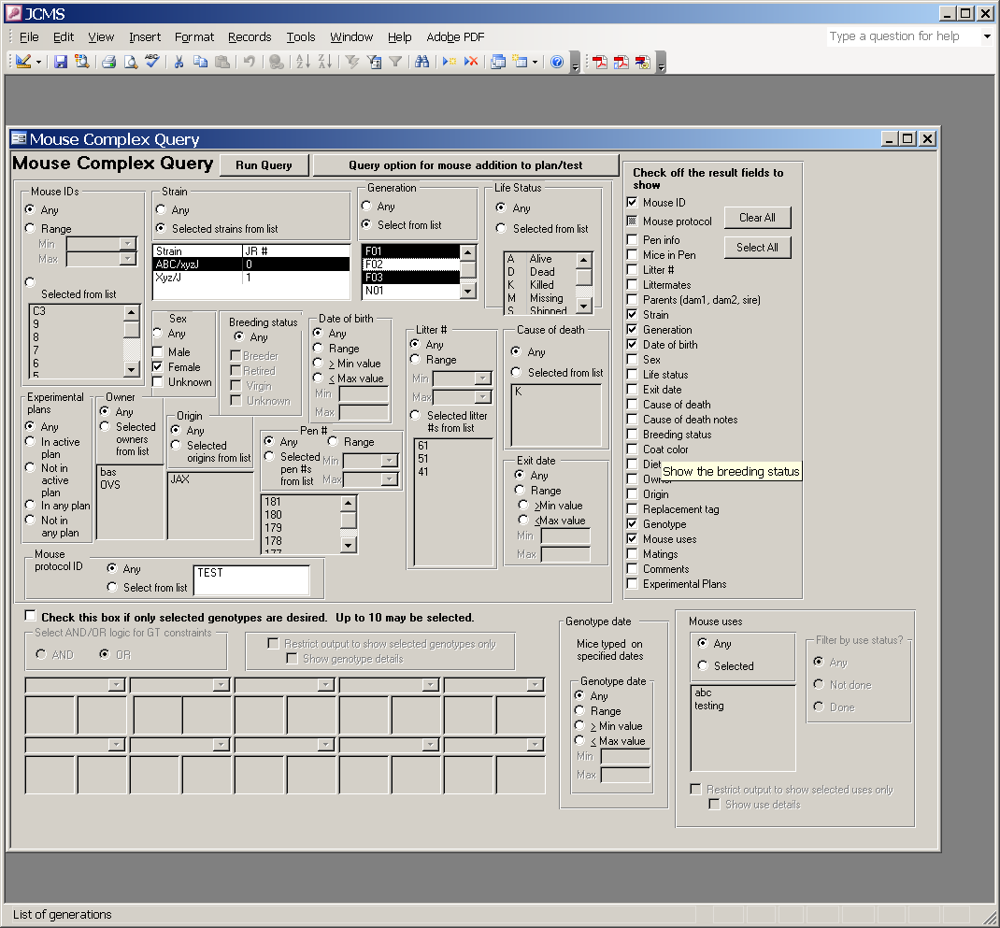 JCMS
File Edit View Insert Format Records Tools Window Help Adobe PDF
Type a question for help
Mouse Complex Query
Mouse Complex Query
Run Query
Query option for mouse addition to plan/test
Mouse IDs
Any
Range
Min
Max
Selected from list
C3
9
8
7
6
5
Strain
Any
Selected strains from list
Strain JR #
ABC/xyzJ 0
Xyz/J 1
Generation
Any
Select from list
F01
F02
F03
N01
Life Status
Any
Selected from list
A Alive
D Dead
K Killed
M Missing
S Shipped
Sex
Any
Male
Female
Unknown
Breeding status
Any
Breeder
Retired
Virgin
Unknown
Date of birth
Any
Range
> Min value
< Max value
Min
Max
Litter #
Any
Range
Min
Max
Selected litter
#s from list
61
51
41
Cause of death
Any
Selected from list
K
Experimental
plans
Any
In active
plan
Not in
active
plan
In any plan
Not in
any plan
Owner
Any
Selected
owners
from list
bas
OVS
Origin
Any
Selected
origins from list
JAX
Pen #
Any Range
Selected
pen #s
from list
Min
Max
181
180
179
178
177
Exit date
Any
Range
>Min value
<Max value
Min
Max
Mouse
protocol ID
Any
Select from list
TEST
Check off the result fields to
show
Clear All
Select All
Mouse ID
Mouse protocol
Pen info
Mice in Pen
Litter #
Littermates
Parents (dam1, dam2, sire)
Strain
Generation
Date of birth
Sex
Life status
Exit date
Cause of death
Cause of death notes
Breeding status
Coat color
Diet
Show the breeding status
Owner
Origin
Replacement tag
Genotype
Mouse uses
Matings
Comments
Experimental Plans
Check this box if only selected genotypes are desired. Up to 10 may be selected.
Select AND/OR logic for GT constraints
AND OR
Restrict output to show selected genotypes only
Show genotype details
Genotype date
Mice typed on
specified dates
Genotype date
Any
Range
> Min value
< Max value
Min
Max
Mouse uses
Any
Selected
abc
testing
Filter by use status?
Any
Not done
Done
Restrict output to show selected uses only
Show use details
List of generations